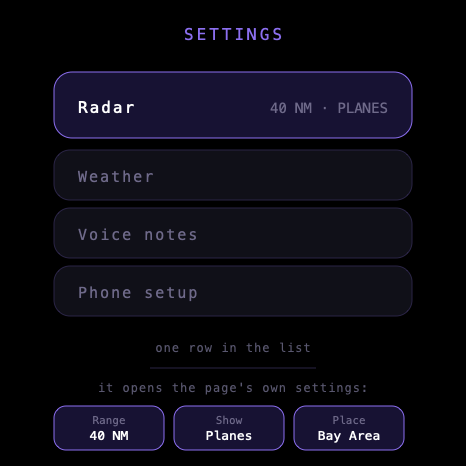 SETTINGS
Radar 40 NM · PLANES
Weather
Voice notes
Phone setup
one row in the list
it opens the page's own settings:
Range Show Place
40 NM Planes Bay Area